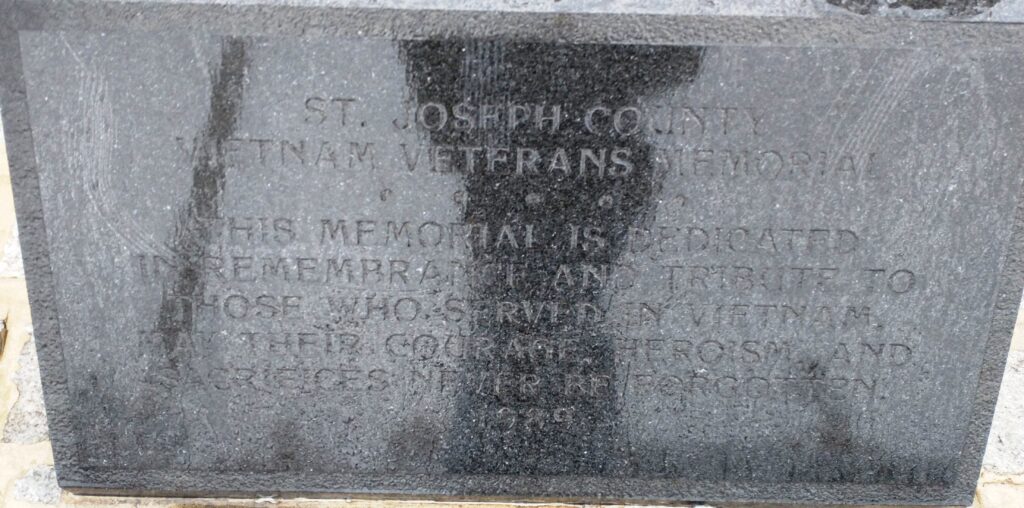 ST. JOSEPH COUNTY
VIETNAM VETERANS MEMORIAL
THIS MEMORIAL IS DEDICATED
IN REMEMBRANCE AND TRIBUTE TO
THOSE WHO SERVED IN VIETNAM.
MAY THEIR COURAGE, HEROISM, AND
SACRIFICES NEVER BE FORGOTTEN.
1989